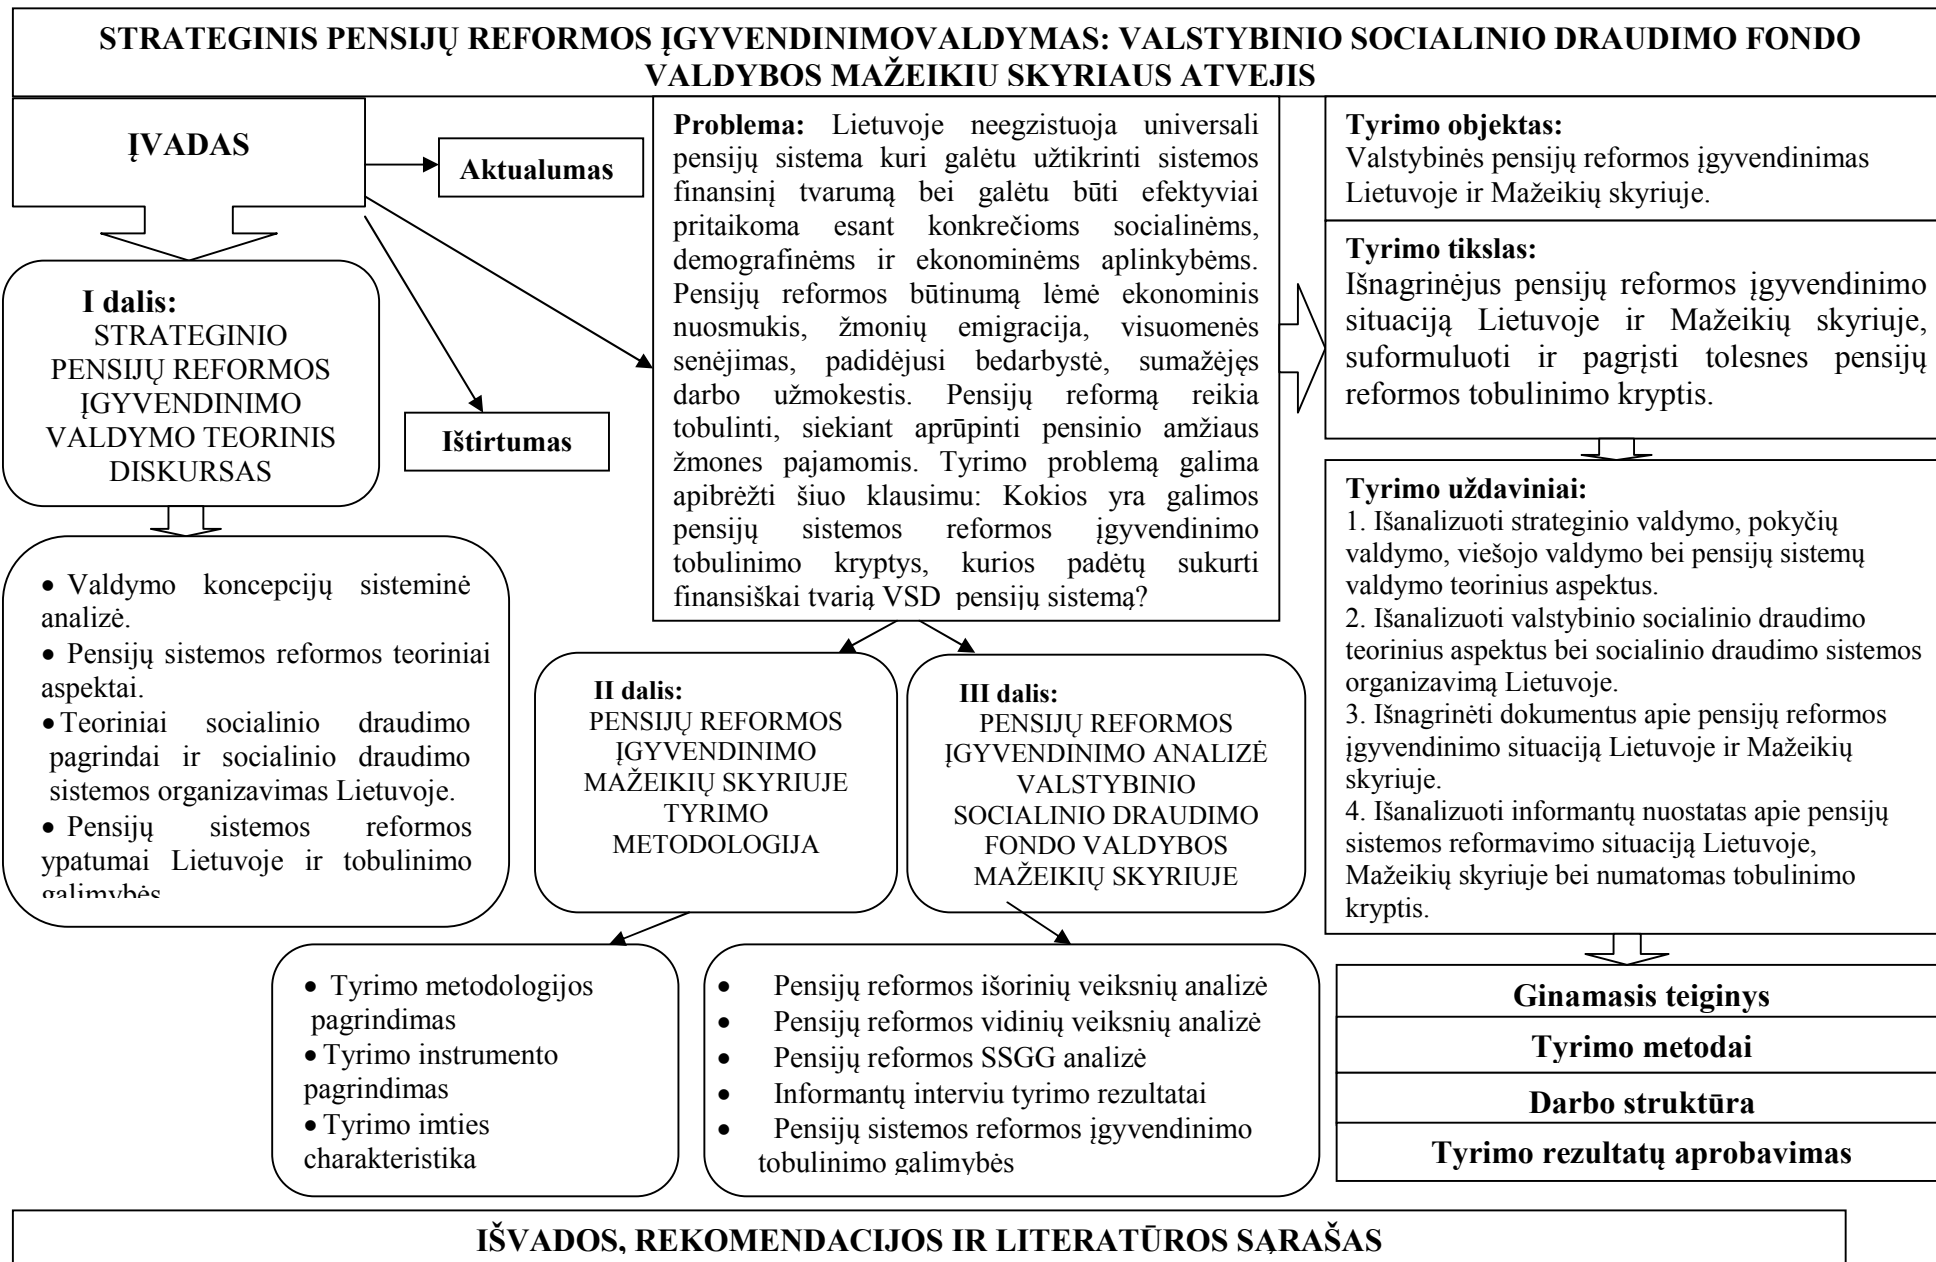 STRATEGINIS PENSIJŲ REFORMOS ĮGYVENDINIMOVALDYMAS: VALSTYBINIO SOCIALINIO DRAUDIMO FONDO
VALDYBOS MAŽEIKIU SKYRIAUS ATVEJIS
ĮVADAS
Aktualumas
Ištirtumas
I dalis:
STRATEGINIO
PENSIJŲ REFORMOS
ĮGYVENDINIMO
VALDYMO TEORINIS
DISKURSAS
• Valdymo koncepcijų sisteminė
analizė.
• Pensijų sistemos reformos teoriniai
aspektai.
• Teoriniai socialinio draudimo
pagrindai ir socialinio draudimo
sistemos organizavimas Lietuvoje.
• Pensijų sistemos reformos
ypatumai Lietuvoje ir tobulinimo
galimybės
Problema: Lietuvoje neegzistuoja universali
pensijų sistema kuri galėtu užtikrinti sistemos
finansinį tvarumą bei galėtu būti efektyviai
pritaikoma esant konkrečioms socialinėms,
demografinėms ir ekonominėms aplinkybėms.
Pensijų reformos būtinumą lėmė ekonominis
nuosmukis, žmonių emigracija, visuomenės
senėjimas, padidėjusi bedarbystė, sumažėjęs
darbo užmokestis. Pensijų reformą reikia
tobulinti, siekiant aprūpinti pensinio amžiaus
žmones pajamomis. Tyrimo problemą galima
apibrėžti šiuo klausimu: Kokios yra galimos
pensijų sistemos reformos įgyvendinimo
tobulinimo kryptys, kurios padėtų sukurti
finansiškai tvarią VSD pensijų sistemą?
II dalis:
PENSIJŲ REFORMOS
ĮGYVENDINIMO
MAŽEIKIŲ SKYRIUJE
TYRIMO
METODOLOGIJA
• Tyrimo metodologijos
pagrindimas
• Tyrimo instrumento
pagrindimas
• Tyrimo imties
charakteristika
III dalis:
PENSIJŲ REFORMOS
ĮGYVENDINIMO ANALIZĖ
VALSTYBINIO
SOCIALINIO DRAUDIMO
FONDO VALDYBOS
MAŽEIKIŲ SKYRIUJE
• Pensijų reformos išorinių veiksnių analizė
• Pensijų reformos vidinių veiksnių analizė
• Pensijų reformos SSGG analizė
• Informantų interviu tyrimo rezultatai
• Pensijų sistemos reformos įgyvendinimo
tobulinimo galimybės
Tyrimo objektas:
Valstybinės pensijų reformos įgyvendinimas
Lietuvoje ir Mažeikių skyriuje.
Tyrimo tikslas:
Išnagrinėjus pensijų reformos įgyvendinimo
situaciją Lietuvoje ir Mažeikių skyriuje,
suformuluoti ir pagrįsti tolesnes pensijų
reformos tobulinimo kryptis.
Tyrimo uždaviniai:
1. Išanalizuoti strateginio valdymo, pokyčių
valdymo, viešojo valdymo bei pensijų sistemų
valdymo teorinius aspektus.
2. Išanalizuoti valstybinio socialinio draudimo
teorinius aspektus bei socialinio draudimo sistemos
organizavimą Lietuvoje.
3. Išnagrinėti dokumentus apie pensijų reformos
įgyvendinimo situaciją Lietuvoje ir Mažeikių
skyriuje.
4. Išanalizuoti informantų nuostatas apie pensijų
sistemos reformavimo situaciją Lietuvoje,
Mažeikių skyriuje bei numatomas tobulinimo
kryptis.
Ginamasis teiginys
Tyrimo metodai
Darbo struktūra
Tyrimo rezultatų aprobavimas
IŠVADOS, REKOMENDACIJOS IR LITERATŪROS SĄRAŠAS